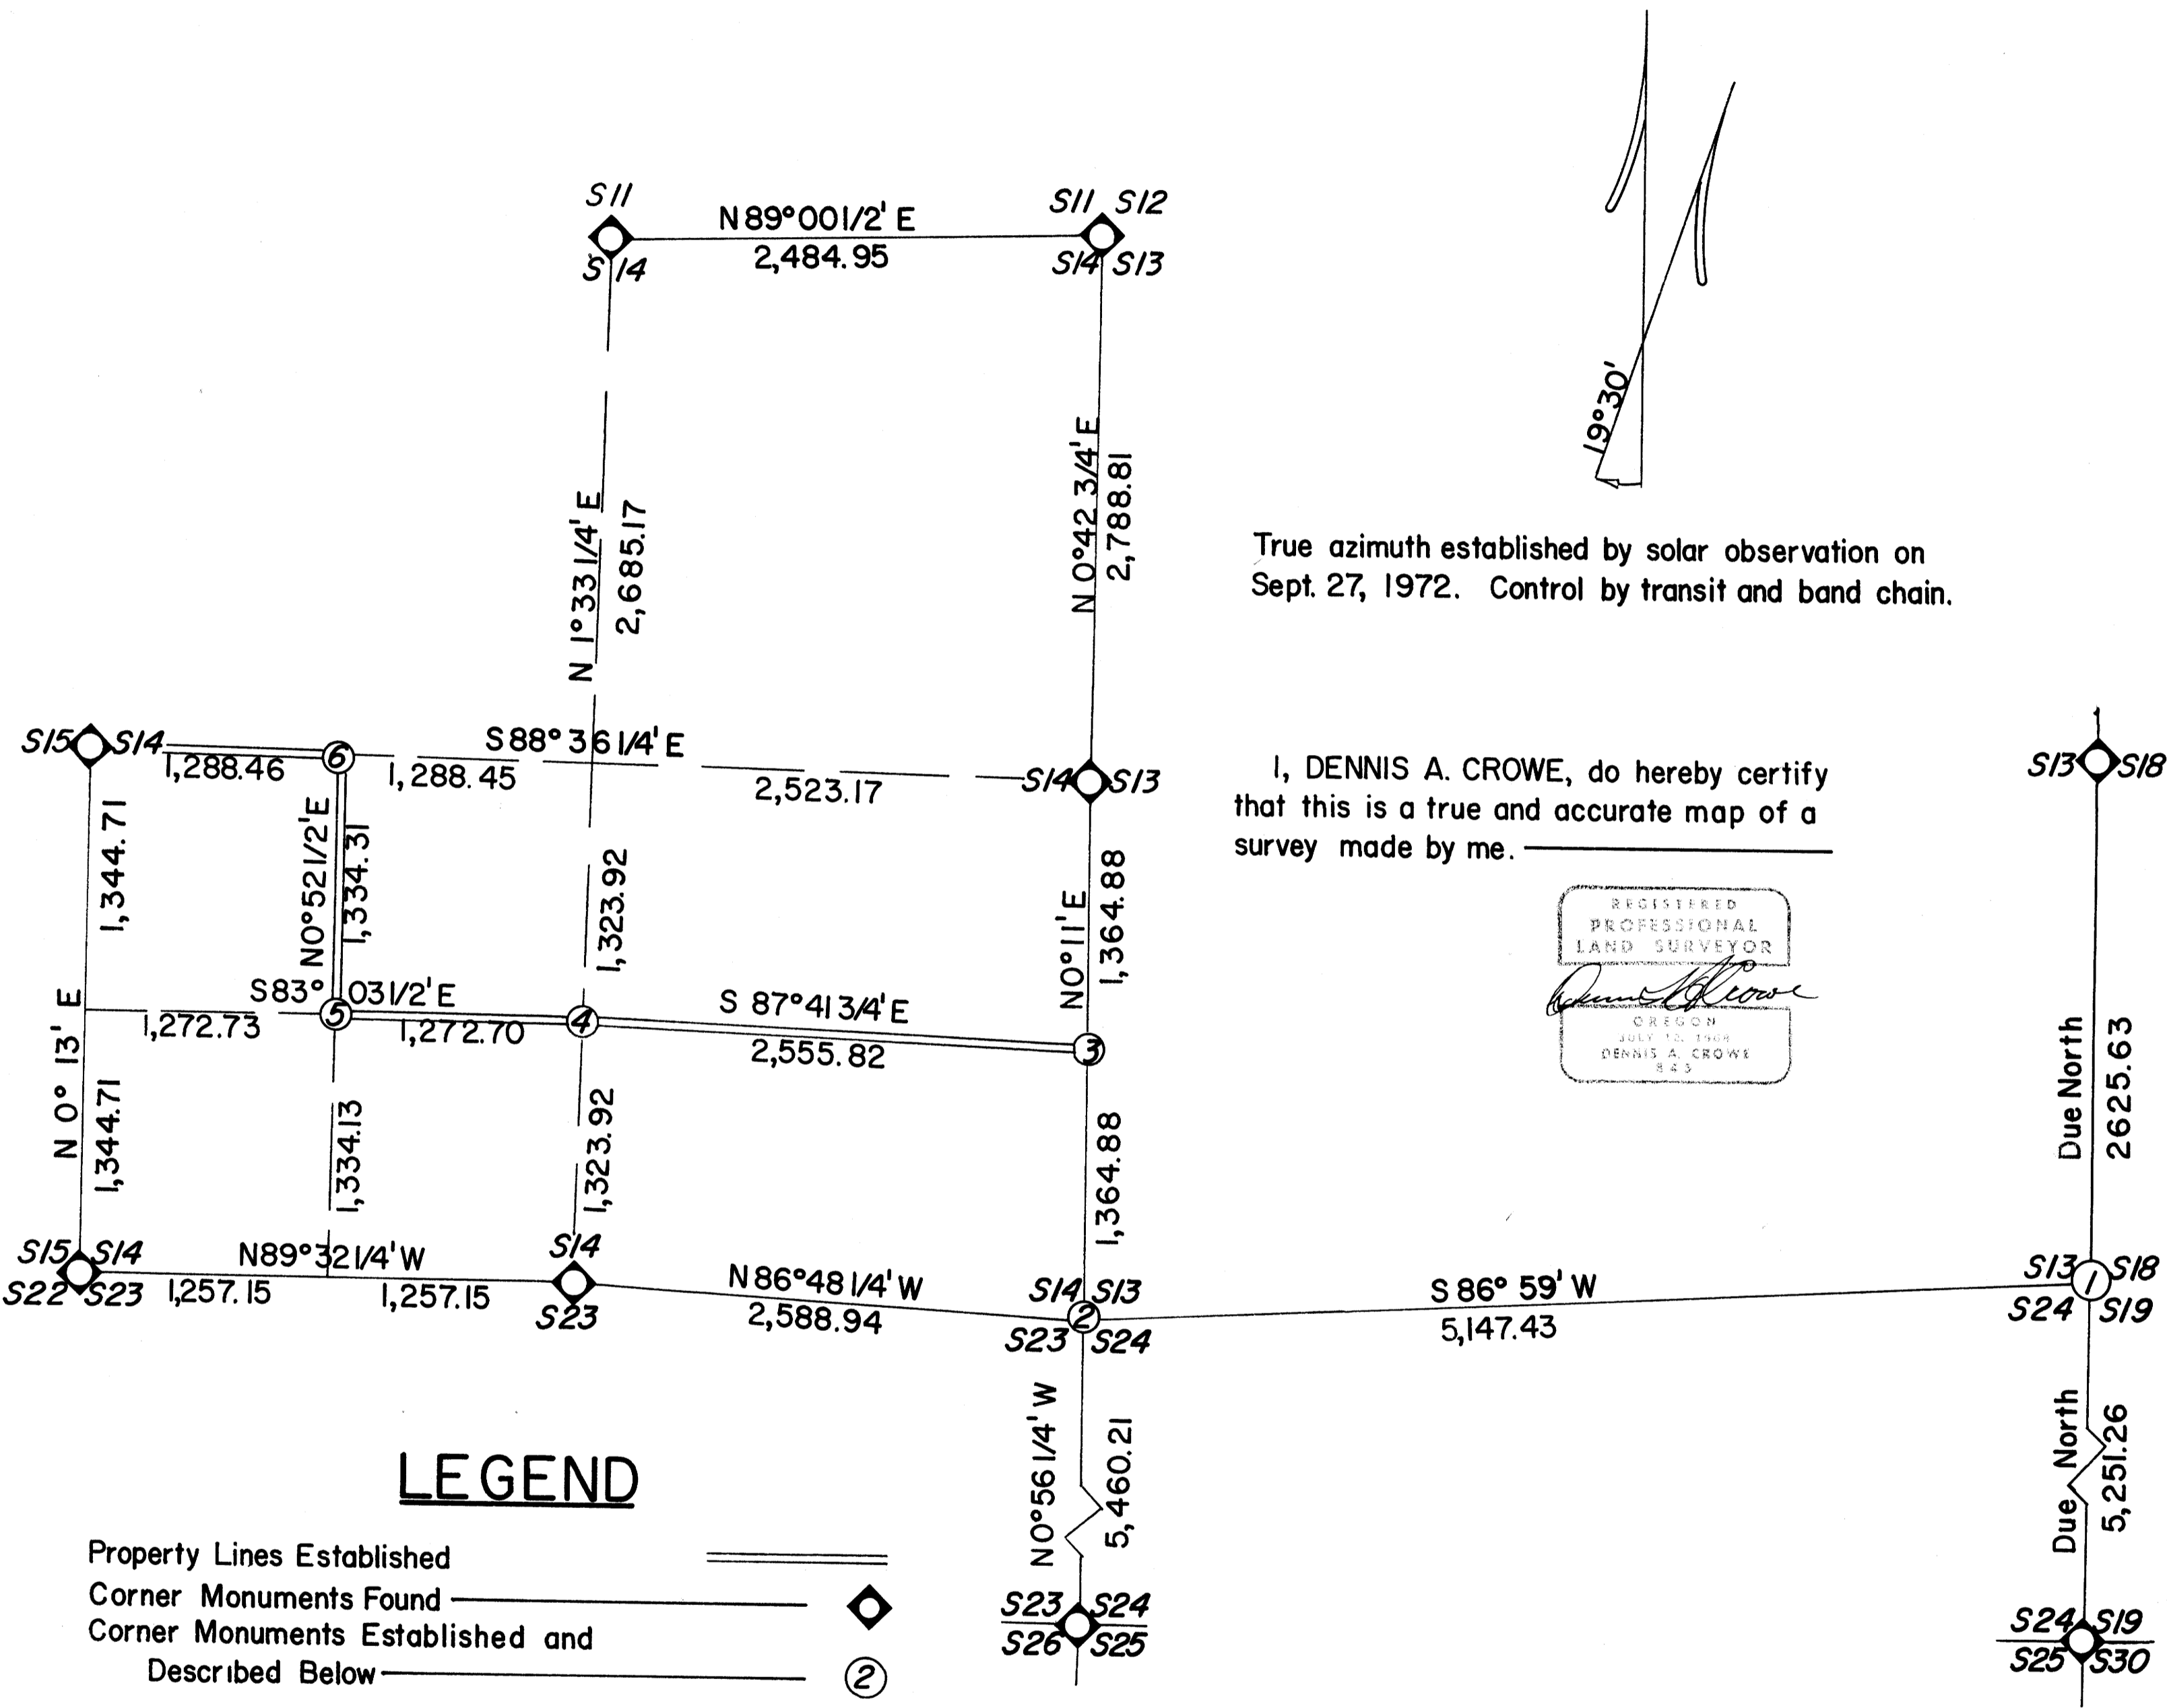 S11
S14
N89°00 1/2' E
2,484.95
S11 S12
S14 S13
N 1°33 1/4' E
2,685.17
N 0°42 3/4' E
2,788.81
19°30'
True azimuth established by solar observation on
Sept. 27, 1972. Control by transit and band chain.
S15 S14
1,288.46
6
S88°36 1/4' E
1,288.45
2,523.17
S14 S13
I, DENNIS A. CROWE, do hereby certify
that this is a true and accurate map of a
survey made by me.
REGISTERED
PROFESSIONAL
LAND SURVEYOR
OREGON
JULY 12, 1968
DENNIS A. CROWE
843
S13 S18
1,344.71
N0°52 1/2' E
1,334.31
1,323.92
N0°11' E
1,364.88
N 0° 13' E
S83° 03 1/2' E
1,272.73
5
1,272.70
4
S 87°41 3/4' E
2,555.82
3
Due North
2625.63
1,344.71
1,334.13
1,323.92
1,364.88
S15 S14
S22 S23
N89°32 1/4' W
1,257.15
1,257.15
S14
S23
N86°48 1/4' W
2,588.94
S14 S13
2
S23 S24
S 86° 59' W
5,147.43
S13 S18
1
S24 S19
N0°56 1/4' W
5,460.21
Due North
5,251.26
S23 S24
S26 S25
S24 S19
S25 S30
LEGEND
Property Lines Established
Corner Monuments Found
Corner Monuments Established and
Described Below
2